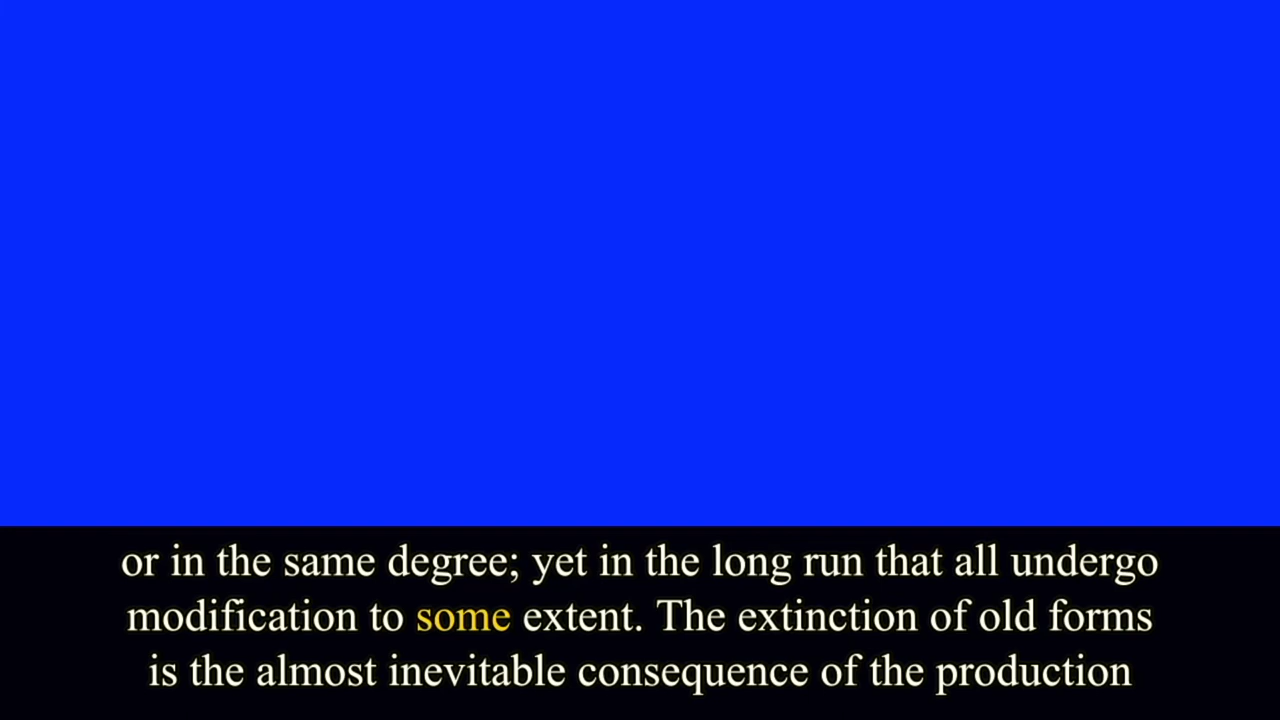 or in the same degree; yet in the long run that all undergo
modification to some extent. The extinction of old forms
is the almost inevitable consequence of the production